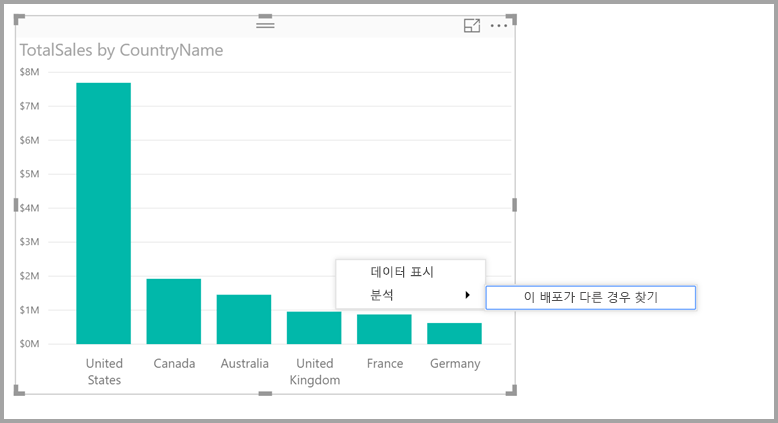 TotalSales by CountryName
$8M
$7M
$6M
$5M
$4M
$3M
$2M
$1M
$0M
데이터 표시
분석
이 배포가 다른 경우 찾기
United
States
Canada
Australia
United
Kingdom
France
Germany